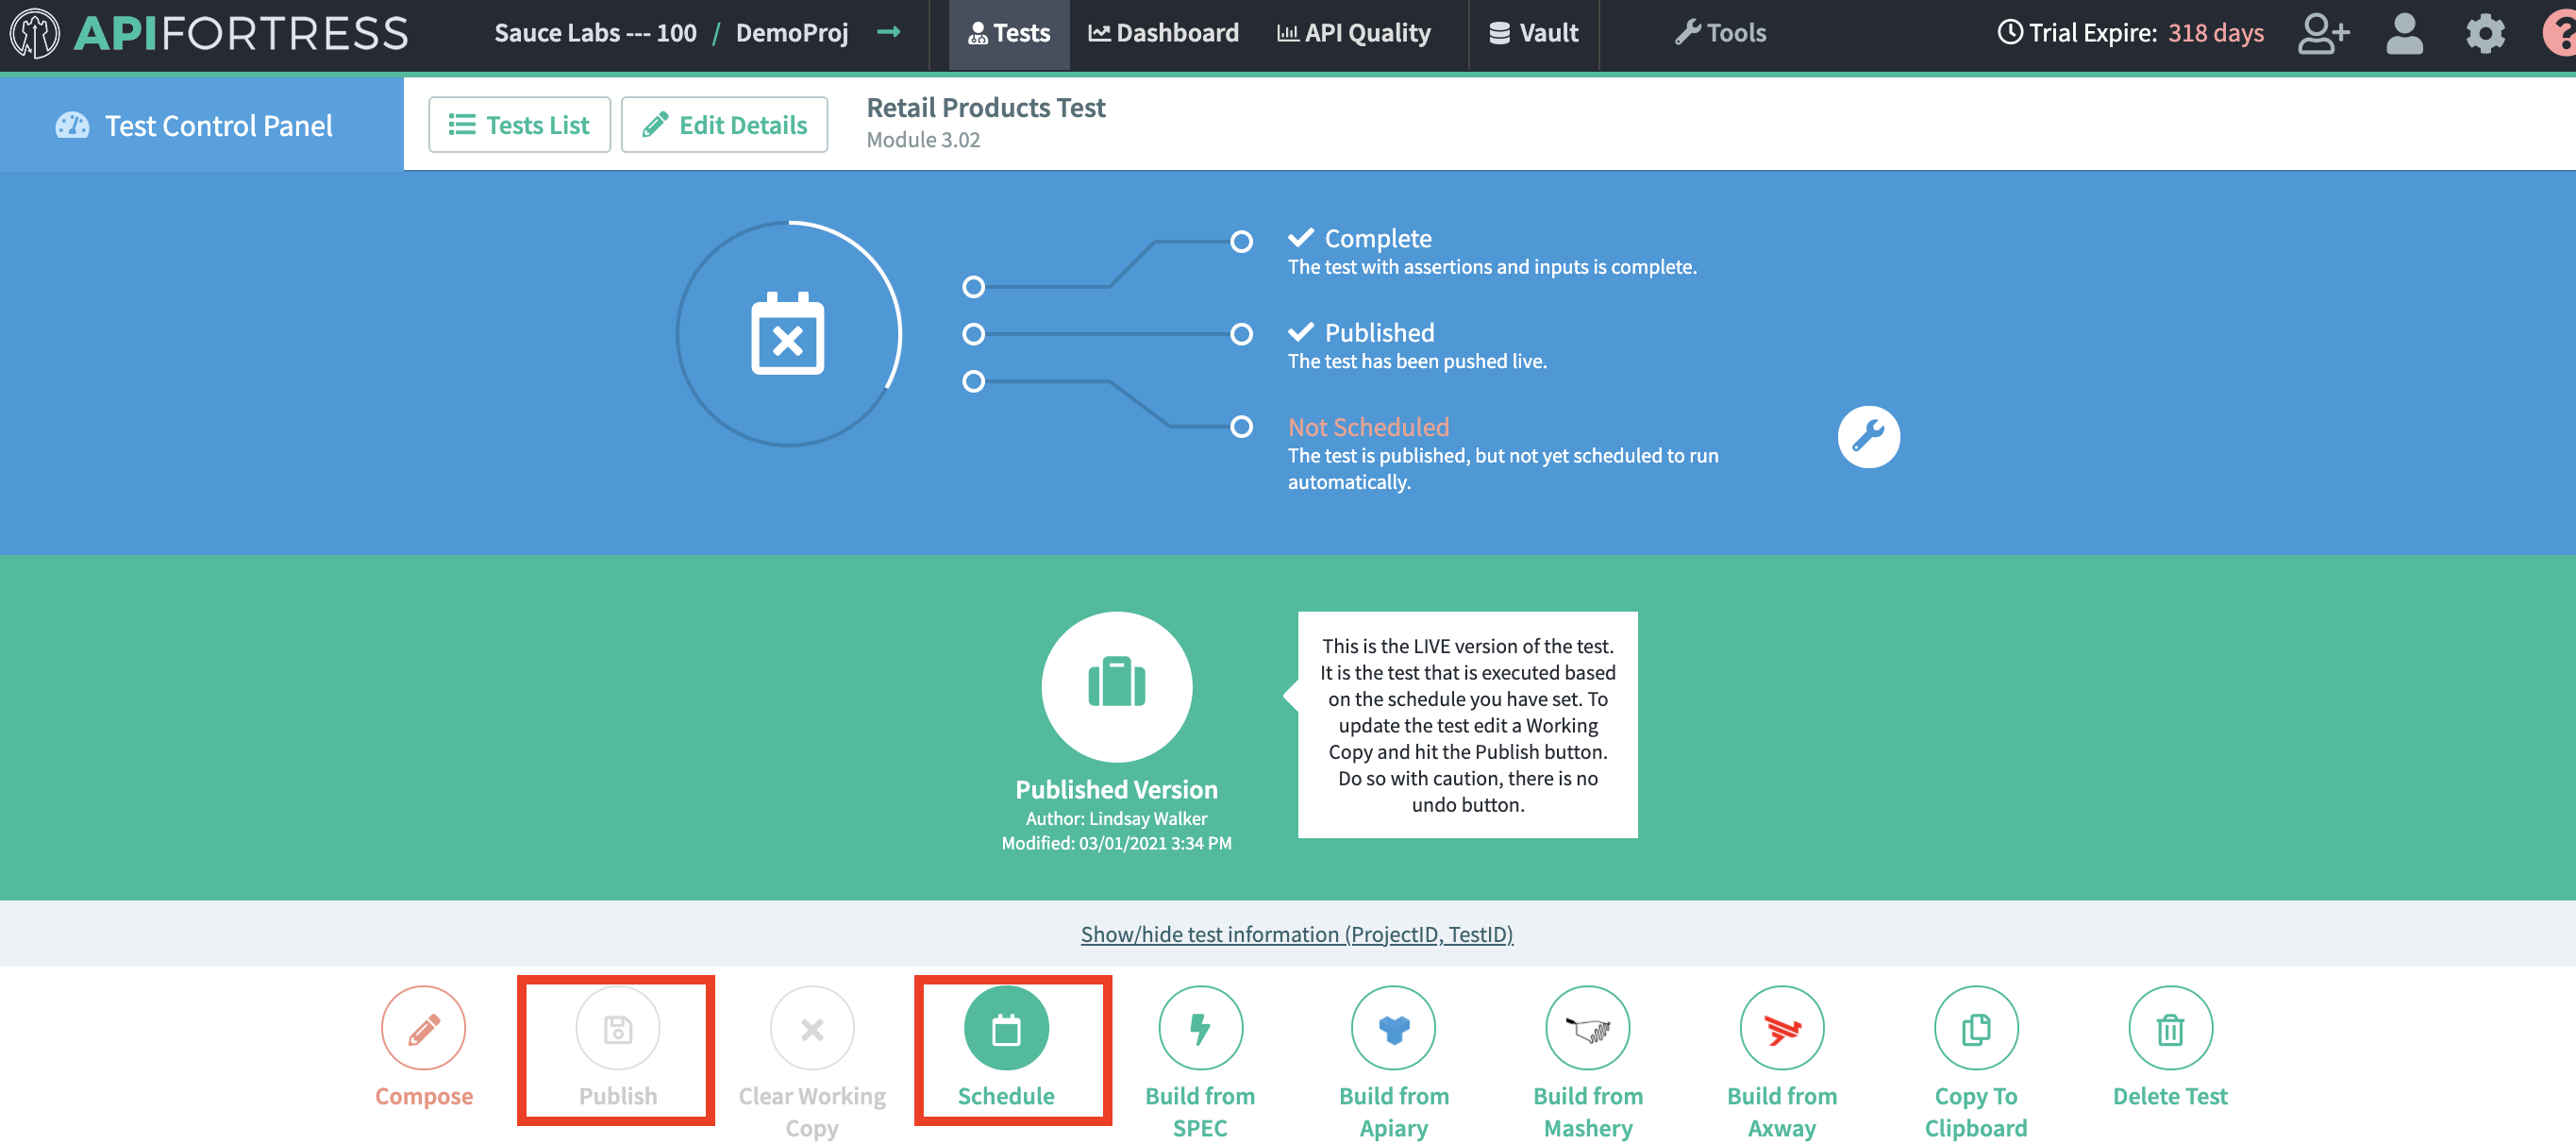 APIFORTRESS
Sauce Labs --- 100 / DemoProj
Tests
Dashboard
API Quality
Vault
Tools
Trial Expire: 318 days
?
Test Control Panel
Tests List
Edit Details
Retail Products Test
Module 3.02
Complete
The test with assertions and inputs is complete.
Published
The test has been pushed live.
Not Scheduled
The test is published, but not yet scheduled to run
automatically.
Published Version
Author: Lindsay Walker
Modified: 03/01/2021 3:34 PM
This is the LIVE version of the test.
It is the test that is executed based
on the schedule you have set. To
update the test edit a Working
Copy and hit the Publish button.
Do so with caution, there is no
undo button.
Show/hide test information (ProjectID, TestID)
Compose
Publish
Clear Working
Copy
Schedule
Build from
SPEC
Build from
Apiary
Build from
Mashery
Build from
Axway
Copy To
Clipboard
Delete Test